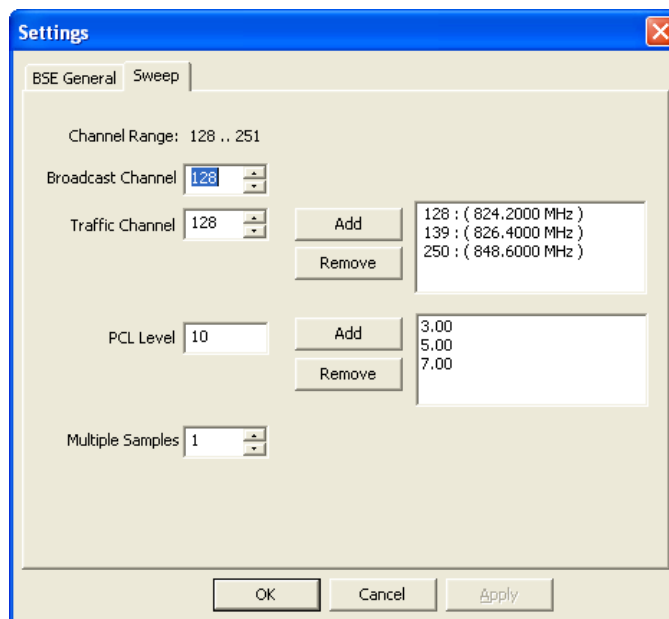 Settings
BSE General Sweep
Channel Range: 128 .. 251
Broadcast Channel 128
Traffic Channel 128 Add
Remove
128 : ( 824.2000 MHz )
139 : ( 826.4000 MHz )
250 : ( 848.6000 MHz )
PCL Level 10 Add
Remove
3.00
5.00
7.00
Multiple Samples 1
OK Cancel Apply